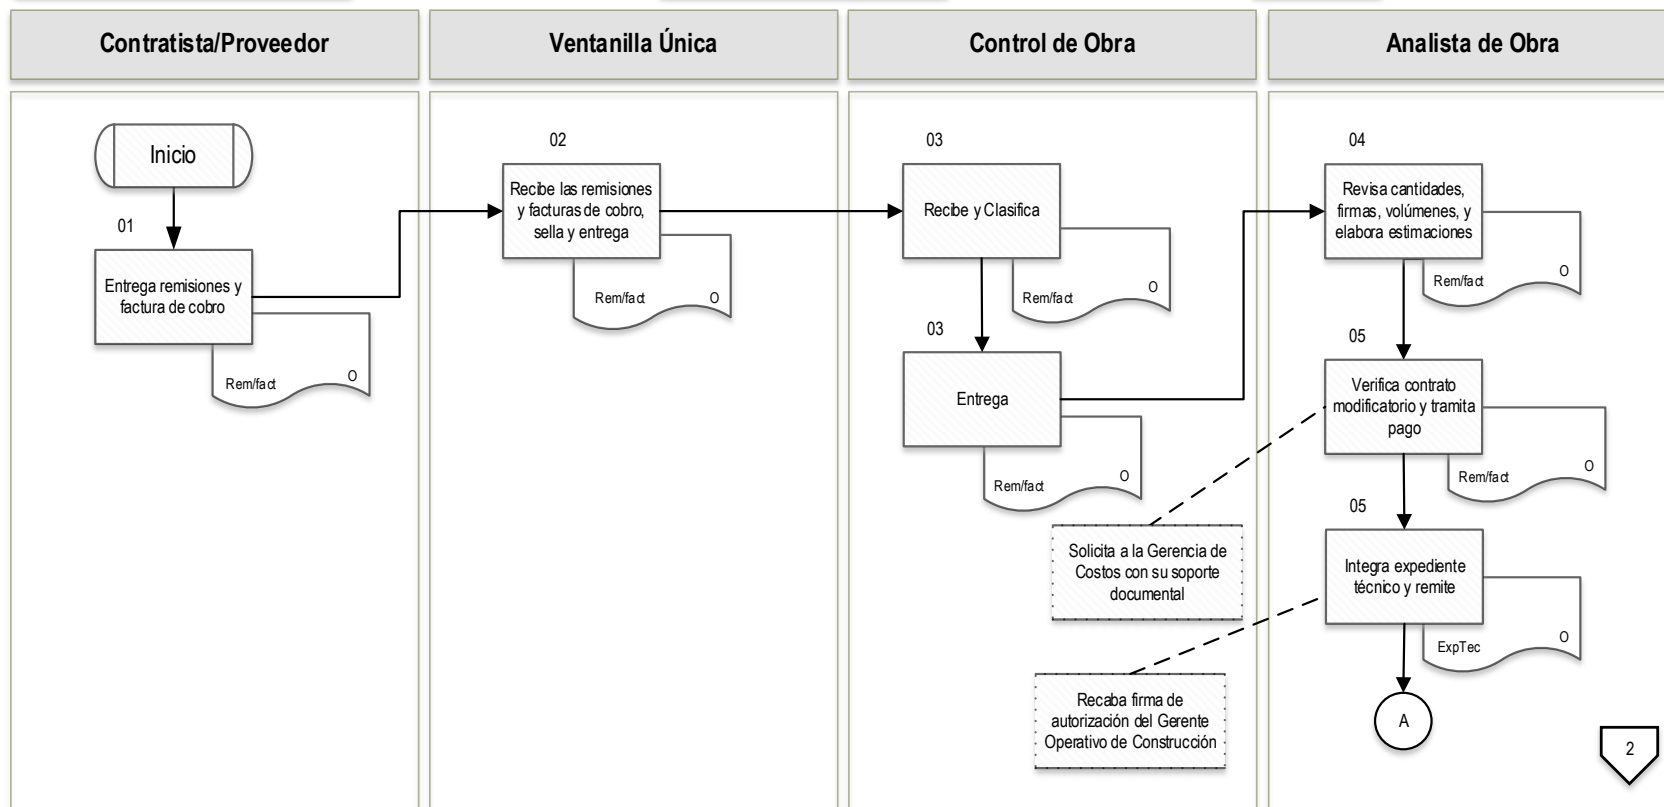 Contratista/Proveedor
Ventanilla Única
Control de Obra
Analista de Obra
Inicio
01
Entrega remisiones y
factura de cobro
Rem/fact
O
02
Recibe las remisiones
y facturas de cobro,
sella y entrega
Rem/fact
O
03
Recibe y Clasifica
Rem/fact
O
03
Entrega
Rem/fact
O
Solicita a la Gerencia de
Costos con su soporte
documental
Recaba firma de
autorización del Gerente
Operativo de Construcción
04
Revisa cantidades,
firmas, volúmenes, y
elabora estimaciones
Rem/fact
O
05
Verifica contrato
modificatorio y tramita
pago
Rem/fact
O
05
Integra expediente
técnico y remite
ExpTec
O
A
2